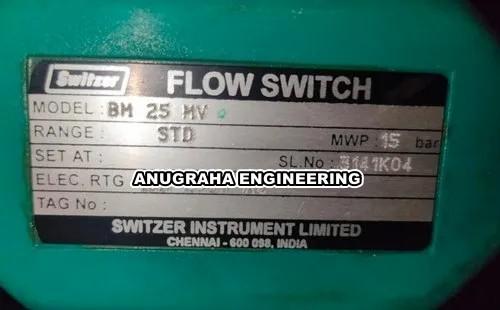 Switzer FLOW SWITCH
MODEL : BM 25 MV
RANGE : STD MWP : 15 bar
SET AT : SL.No : 3141K04
ELEC. RTG
ANUGRAHA ENGINEERING
TAG No :
SWITZER INSTRUMENT LIMITED
CHENNAI - 600 098, INDIA